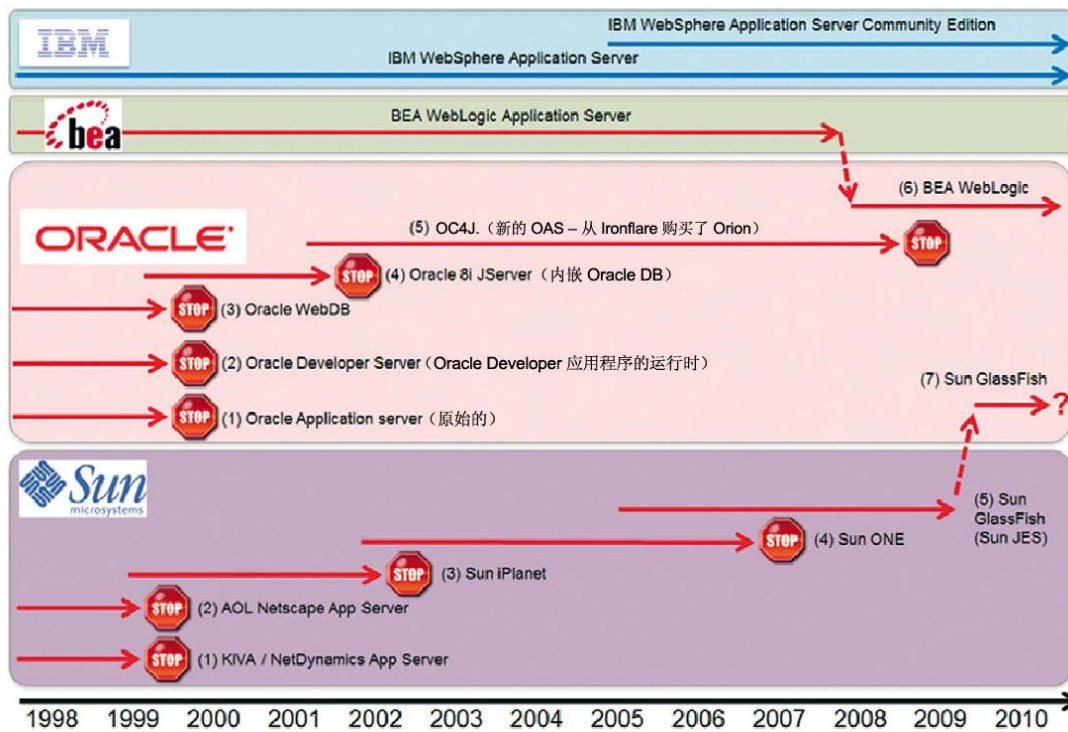 IBM WebSphere Application Server Community Edition
IBM
IBM WebSphere Application Server
BEA WebLogic Application Server
bea
(6) BEA WebLogic
ORACLE
(5) OC4J.（新的 OAS – 从 Ironflare 购买了 Orion）
STOP
STOP
(4) Oracle 8i JServer（内嵌 Oracle DB）
STOP
(3) Oracle WebDB
STOP
(2) Oracle Developer Server（Oracle Developer 应用程序的运行时）
(7) Sun GlassFish
?
STOP
(1) Oracle Application server（原始的）
Sun
microsystems
(5) Sun
GlassFish
(Sun JES)
STOP
(4) Sun ONE
STOP
(3) Sun iPlanet
STOP
(2) AOL Netscape App Server
STOP
(1) KIVA / NetDynamics App Server
1998 1999 2000 2001 2002 2003 2004 2005 2006 2007 2008 2009 2010